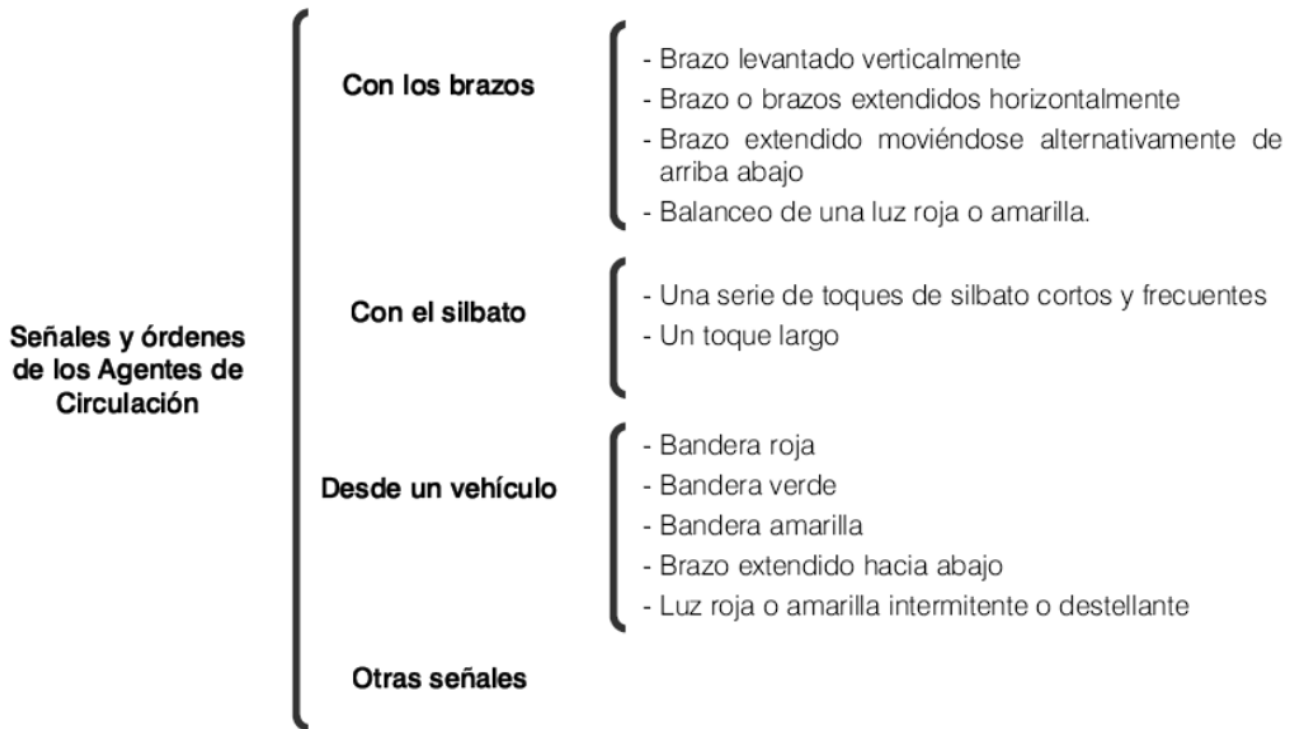 Señales y órdenes
de los Agentes de
Circulación
Con los brazos
- Brazo levantado verticalmente
- Brazo o brazos extendidos horizontalmente
- Brazo extendido moviéndose alternativamente de
arriba abajo
- Balanceo de una luz roja o amarilla.
Con el silbato
- Una serie de toques de silbato cortos y frecuentes
- Un toque largo
Desde un vehículo
- Bandera roja
- Bandera verde
- Bandera amarilla
- Brazo extendido hacia abajo
- Luz roja o amarilla intermitente o destellante
Otras señales